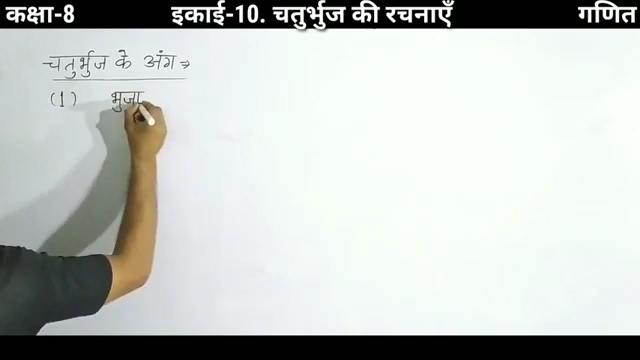 कक्षा-8 इकाई-10. चतुर्भुज की रचनाएँ गणित
चतुर्भुज के अंग ⇒
(1) भुजा